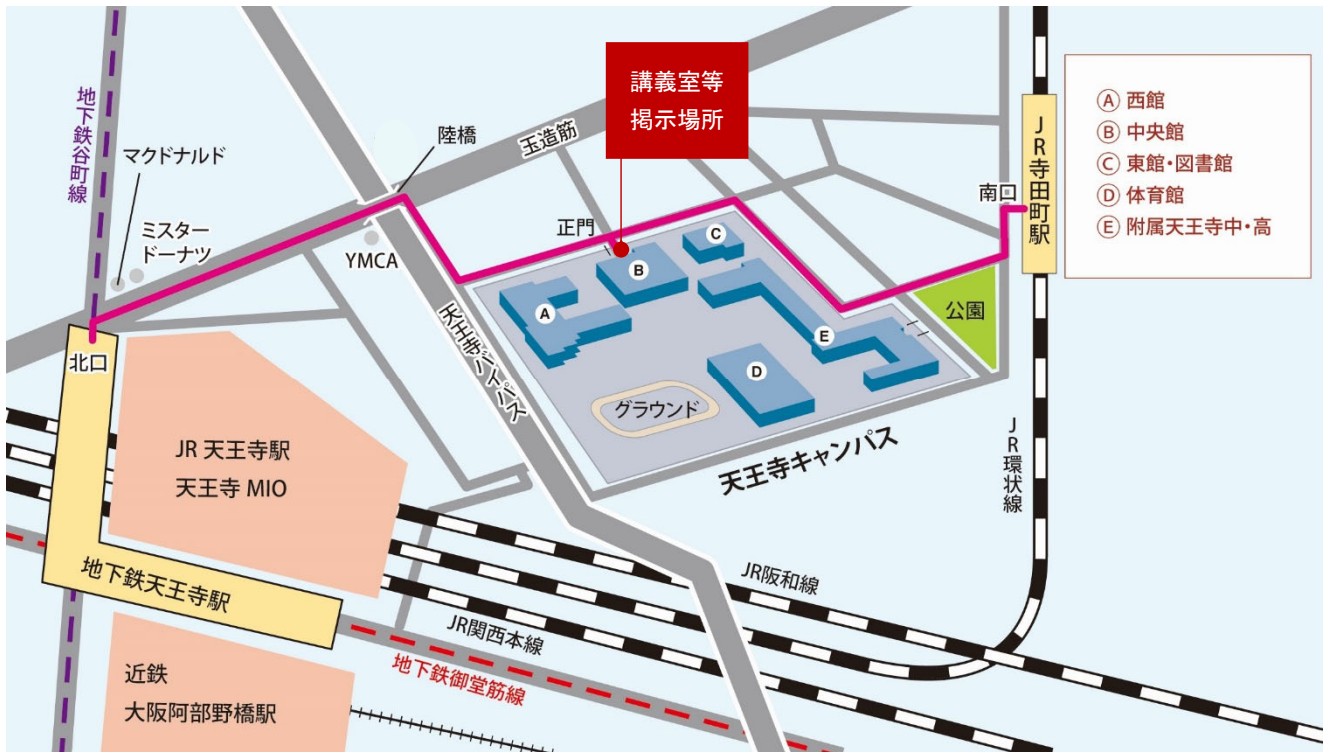 講義室等
掲示場所
Ⓐ 西館
Ⓑ 中央館
Ⓒ 東館・図書館
Ⓓ 体育館
Ⓔ 附属天王寺中・高
地下鉄谷町線
マクドナルド
ミスター
ドーナツ
陸橋
玉造筋
YMCA
正門
南口
JR寺田町駅
A
B
C
D
E
公園
グラウンド
天王寺キャンパス
天王寺バイパス
北口
JR 天王寺駅
天王寺 MIO
地下鉄天王寺駅
近鉄
大阪阿部野橋駅
JR環状線
JR阪和線
JR関西本線
地下鉄御堂筋線